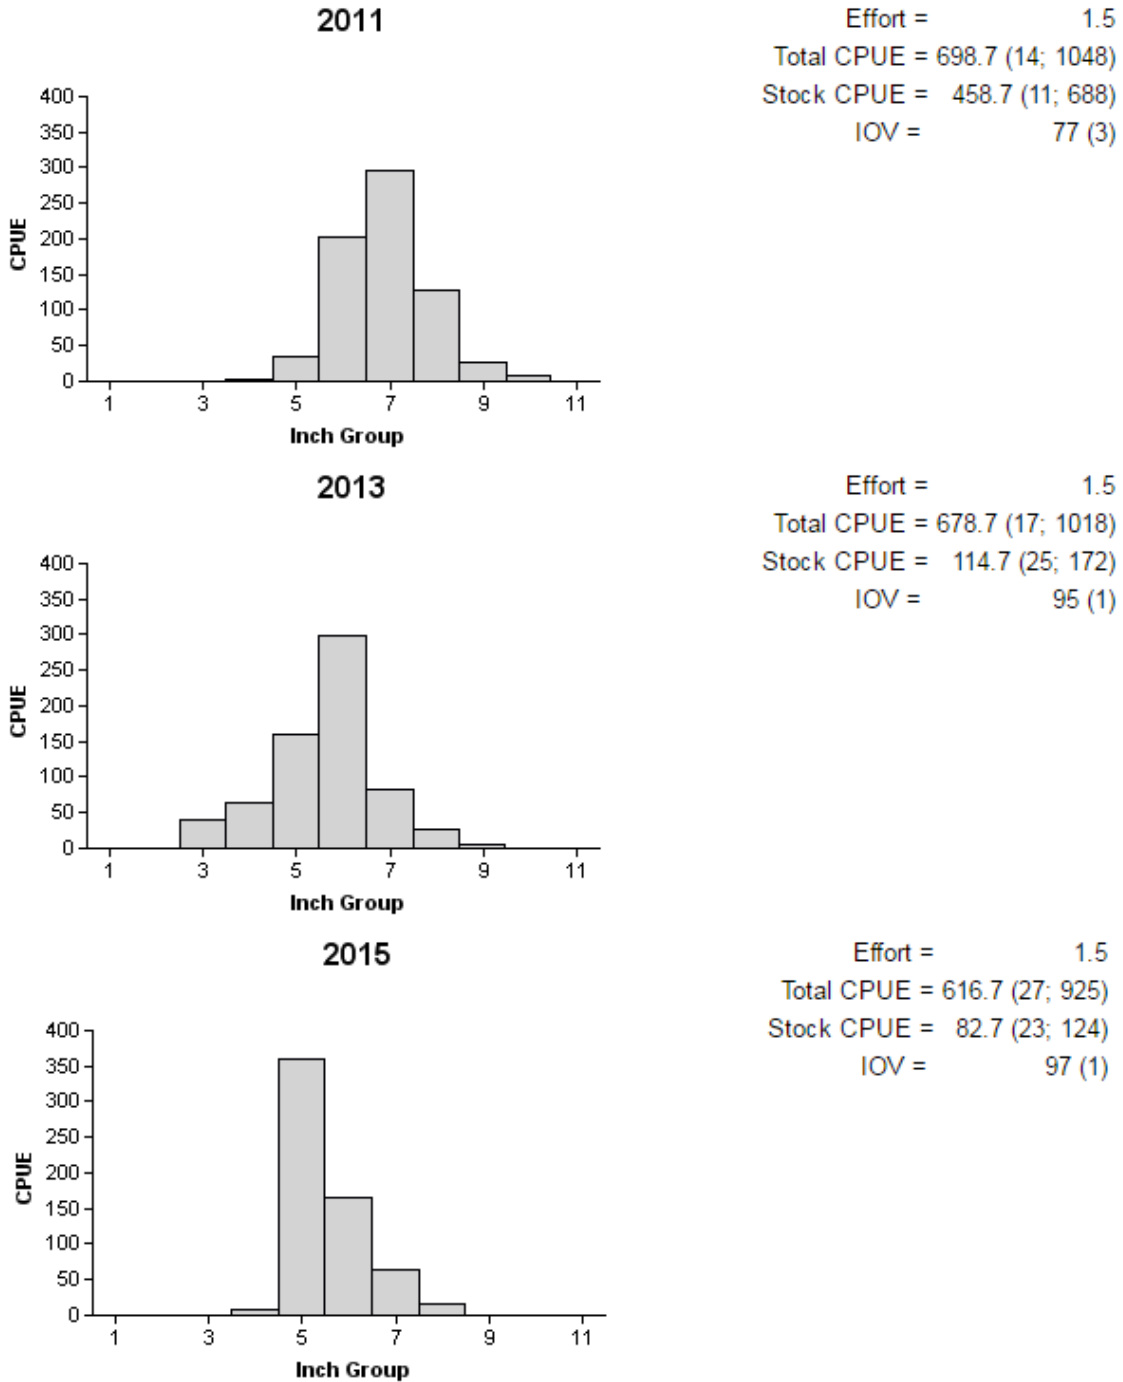 2011
Effort = 1.5
Total CPUE = 698.7 (14; 1048)
Stock CPUE = 458.7 (11; 688)
IOV = 77 (3)
400
350
300
250
200
150
100
50
0
CPUE
1 3 5 7 9 11
Inch Group
2013
Effort = 1.5
Total CPUE = 678.7 (17; 1018)
Stock CPUE = 114.7 (25; 172)
IOV = 95 (1)
400
350
300
250
200
150
100
50
0
CPUE
1 3 5 7 9 11
Inch Group
2015
Effort = 1.5
Total CPUE = 616.7 (27; 925)
Stock CPUE = 82.7 (23; 124)
IOV = 97 (1)
400
350
300
250
200
150
100
50
0
CPUE
1 3 5 7 9 11
Inch Group